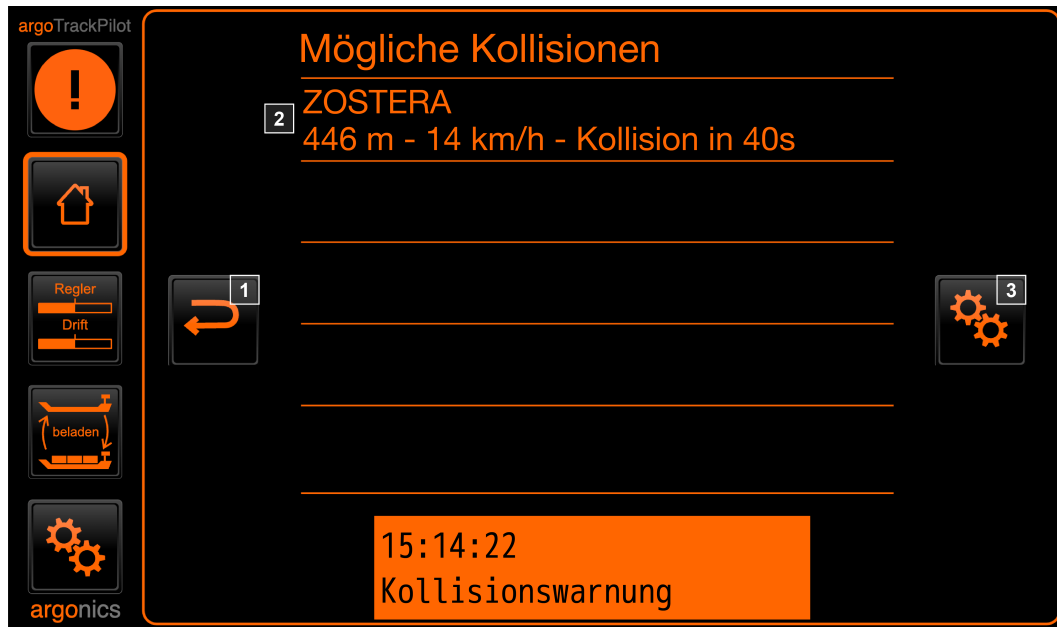 argoTrackPilot
!
Regler
Drift
beladen
argonics
Mögliche Kollisionen
2
ZOSTERA
446 m - 14 km/h - Kollision in 40s
1
3
15:14:22
Kollisionswarnung